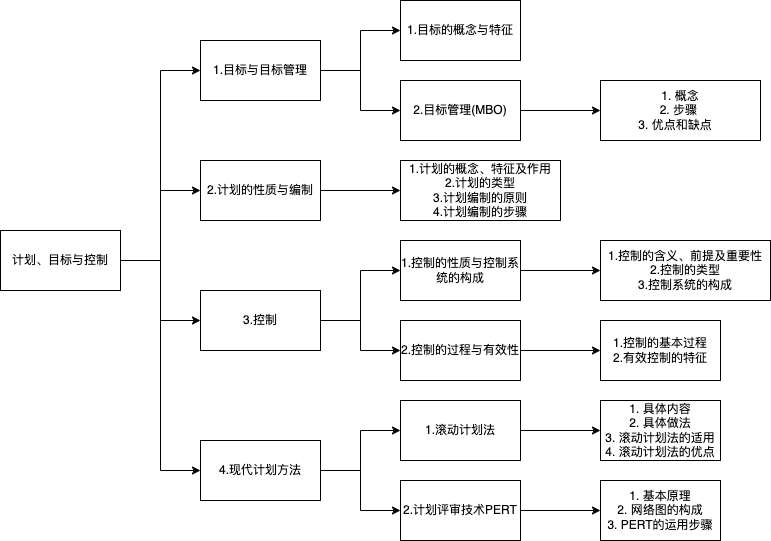 计划、目标与控制
1.目标与目标管理
1.目标的概念与特征
2.目标管理(MBO)
1. 概念
2. 步骤
3. 优点和缺点
2.计划的性质与编制
1.计划的概念、特征及作用
2.计划的类型
3.计划编制的原则
4.计划编制的步骤
3.控制
1.控制的性质与控制系
统的构成
1.控制的含义、前提及重要性
2.控制的类型
3.控制系统的构成
2.控制的过程与有效性
1.控制的基本过程
2.有效控制的特征
4.现代计划方法
1.滚动计划法
1. 具体内容
2. 具体做法
3. 滚动计划法的适用
4. 滚动计划法的优点
2.计划评审技术PERT
1. 基本原理
2. 网络图的构成
3. PERT的运用步骤